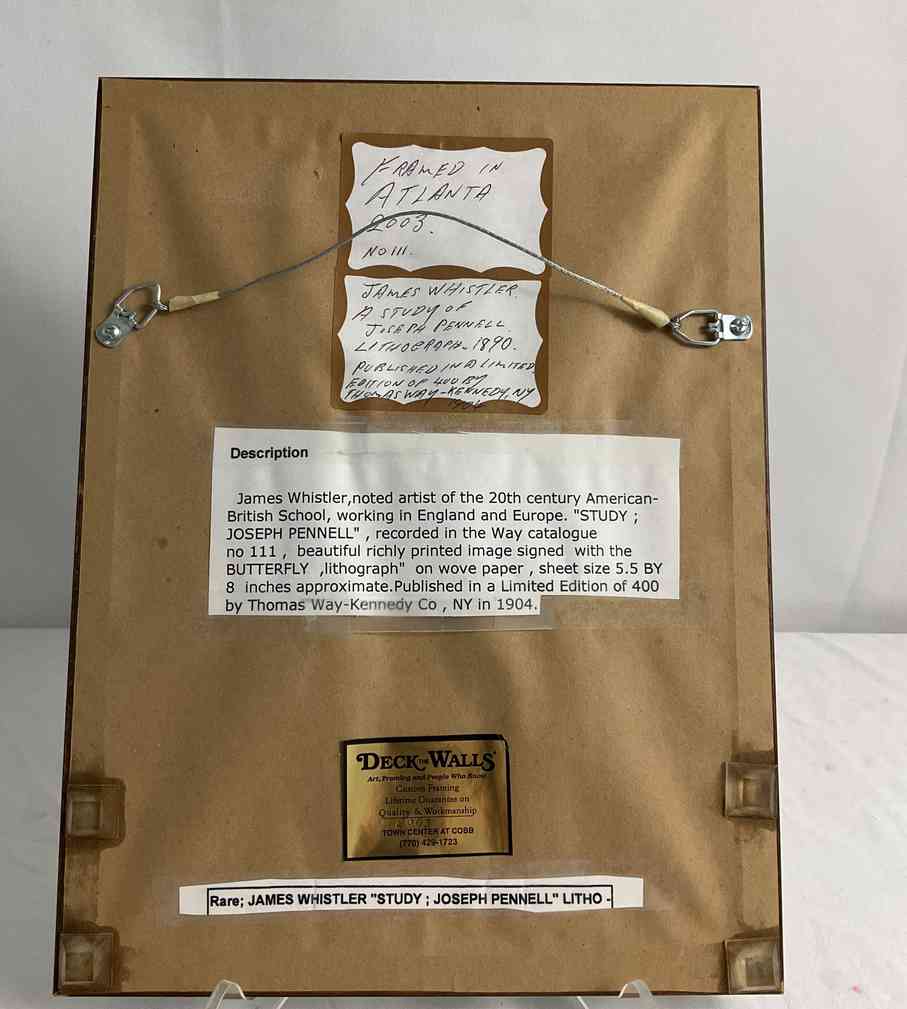 FRAMED IN
ATLANTA
2003.
NO 111.
JAMES WHISTLER.
A STUDY OF
JOSEPH PENNELL.
LITHOGRAPH - 1890.
PUBLISHED IN A LIMITED
EDITION OF 400 BY
THOMAS WAY-KENNEDY, NY
1904
Description
James Whistler,noted artist of the 20th century American-
British School, working in England and Europe. "STUDY ;
JOSEPH PENNELL" , recorded in the Way catalogue
no 111 , beautiful richly printed image signed with the
BUTTERFLY ,lithograph" on wove paper , sheet size 5.5 BY
8 inches approximate.Published in a Limited Edition of 400
by Thomas Way-Kennedy Co , NY in 1904.
DECK THE WALLS
Art, Framing and People Who Know
Custom Framing
Lifetime Guarantee on
Quality & Workmanship
TOWN CENTER AT COBB
(770) 429-1723
Rare; JAMES WHISTLER "STUDY ; JOSEPH PENNELL" LITHO -